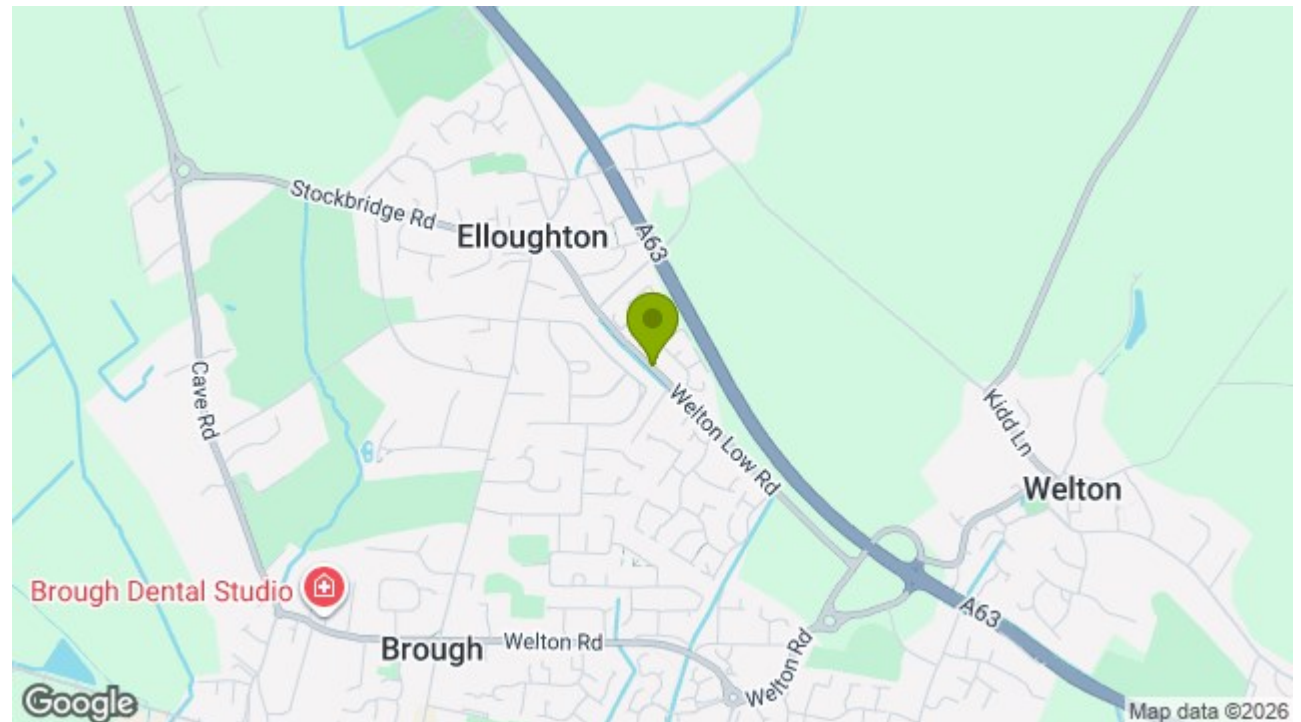 Stockbridge Rd
Elloughton
A63
Cave Rd
Welton Low Rd
Kidd Ln
Welton
Brough Dental Studio
A63
Brough
Welton Rd
Welton Rd
Google
Map data ©2026